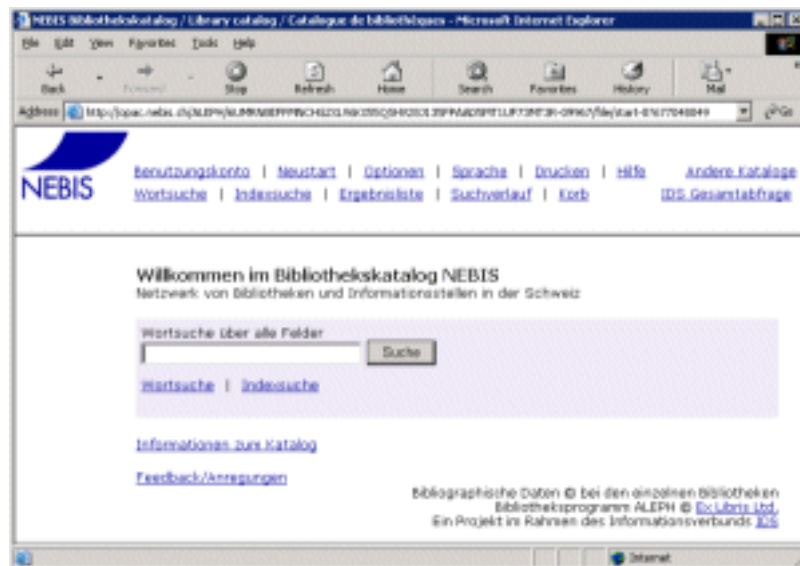 NEBIS Bibliothekskatalog / Library catalog / Catalogue de bibliothèques - Microsoft Internet Explorer
File Edit View Favorites Tools Help
Back Forward Stop Refresh Home Search Favorites History Mail
Address Go
NEBIS
Benutzungskonto | Neustart | Optionen | Sprache | Drucken | Hilfe Andere Kataloge
Wortsuche | Indexsuche | Ergebnisliste | Suchverlauf | Korb IDS Gesamtabfrage
Willkommen im Bibliothekskatalog NEBIS
Netzwerk von Bibliotheken und Informationsstellen in der Schweiz
Wortsuche über alle Felder
Suche
Wortsuche | Indexsuche
Informationen zum Katalog
Feedback/Anregungen
Bibliographische Daten © bei den einzelnen Bibliotheken
Bibliotheksprogramm ALEPH © Ex Libris Ltd.
Ein Projekt im Rahmen des Informationsverbunds IDS
Internet